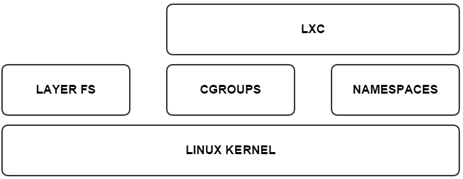 LXC
LAYER FS
CGROUPS
NAMESPACES
LINUX KERNEL